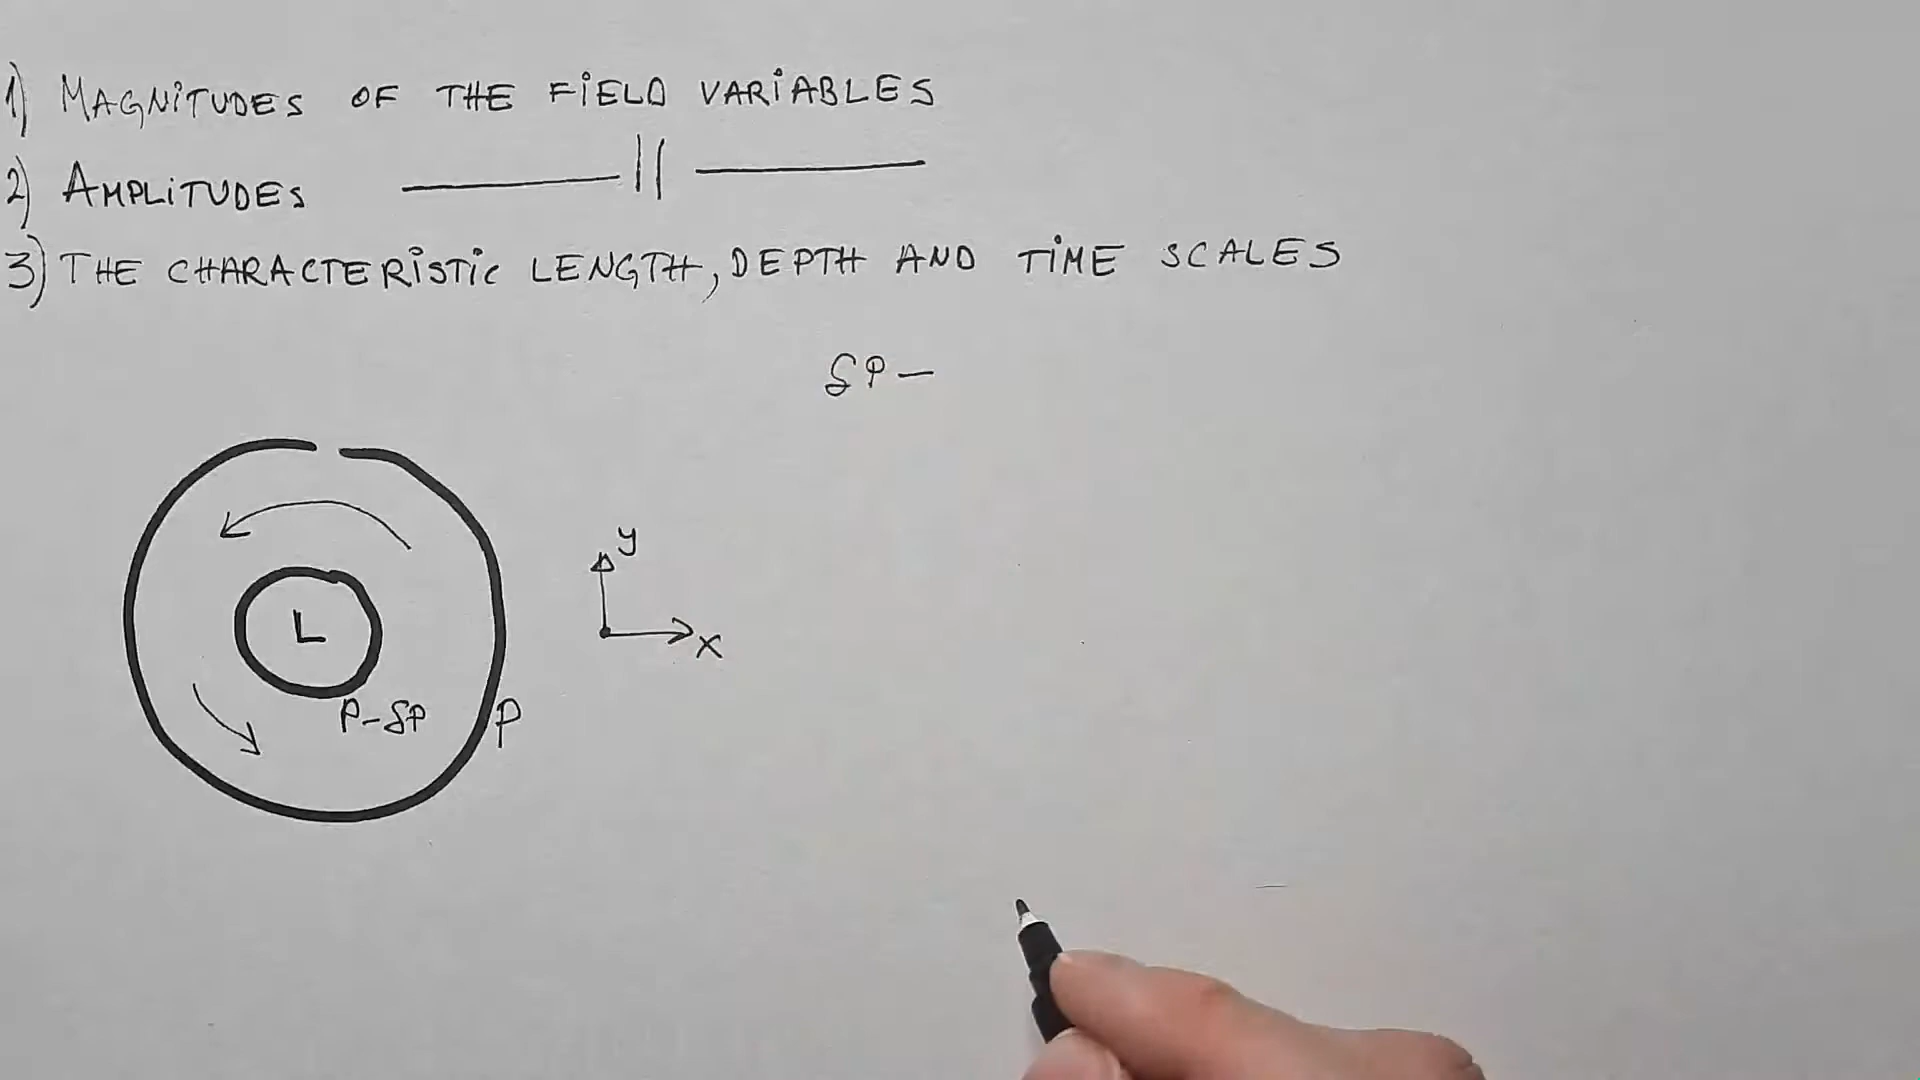 1) MAGNITUDES OF THE FIELD VARIABLES
2) AMPLITUDES —||—
3) THE CHARACTERISTIC LENGTH, DEPTH AND TIME SCALES
δP –
y
L
x
P-δP
P